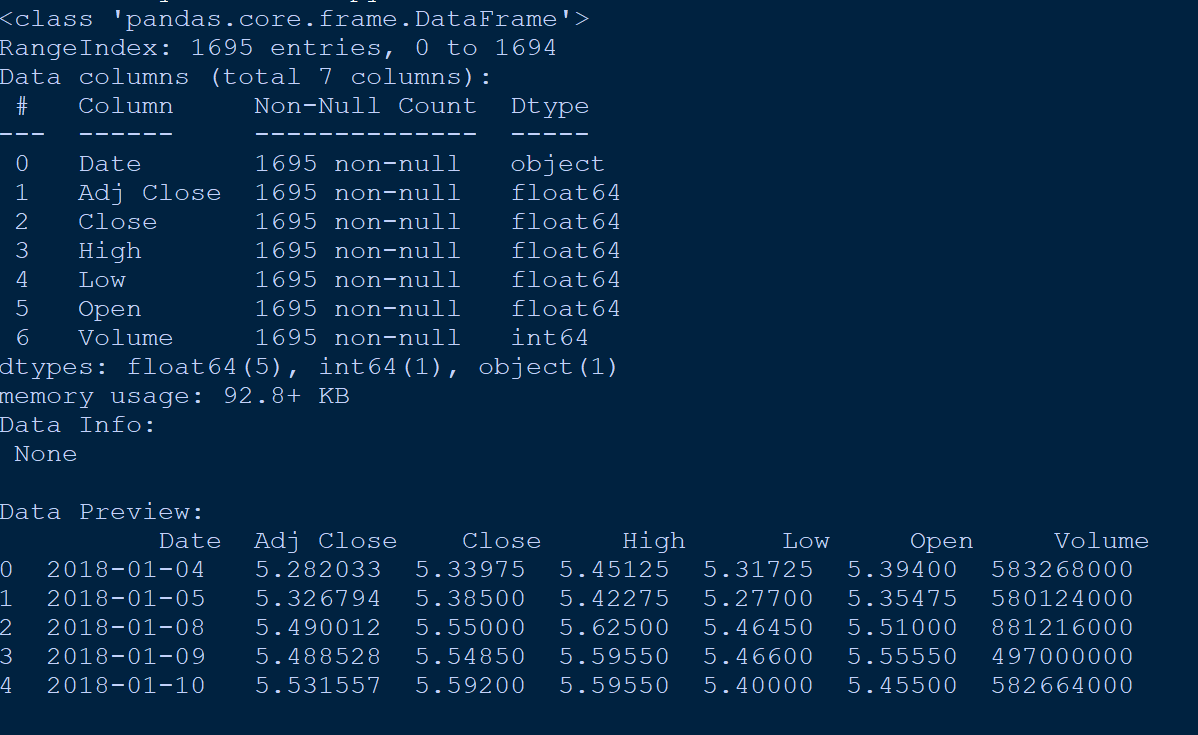 <class 'pandas.core.frame.DataFrame'>
RangeIndex: 1695 entries, 0 to 1694
Data columns (total 7 columns):
 #   Column     Non-Null Count  Dtype
---  ------     --------------  -----
 0   Date       1695 non-null   object
 1   Adj Close  1695 non-null   float64
 2   Close      1695 non-null   float64
 3   High       1695 non-null   float64
 4   Low        1695 non-null   float64
 5   Open       1695 non-null   float64
 6   Volume     1695 non-null   int64
dtypes: float64(5), int64(1), object(1)
memory usage: 92.8+ KB
Data Info:
 None
Data Preview:
          Date  Adj Close    Close     High      Low     Open     Volume
0  2018-01-04   5.282033  5.33975  5.45125  5.31725  5.39400  583268000
1  2018-01-05   5.326794  5.38500  5.42275  5.27700  5.35475  580124000
2  2018-01-08   5.490012  5.55000  5.62500  5.46450  5.51000  881216000
3  2018-01-09   5.488528  5.54850  5.59550  5.46600  5.55550  497000000
4  2018-01-10   5.531557  5.59200  5.59550  5.40000  5.45500  582664000